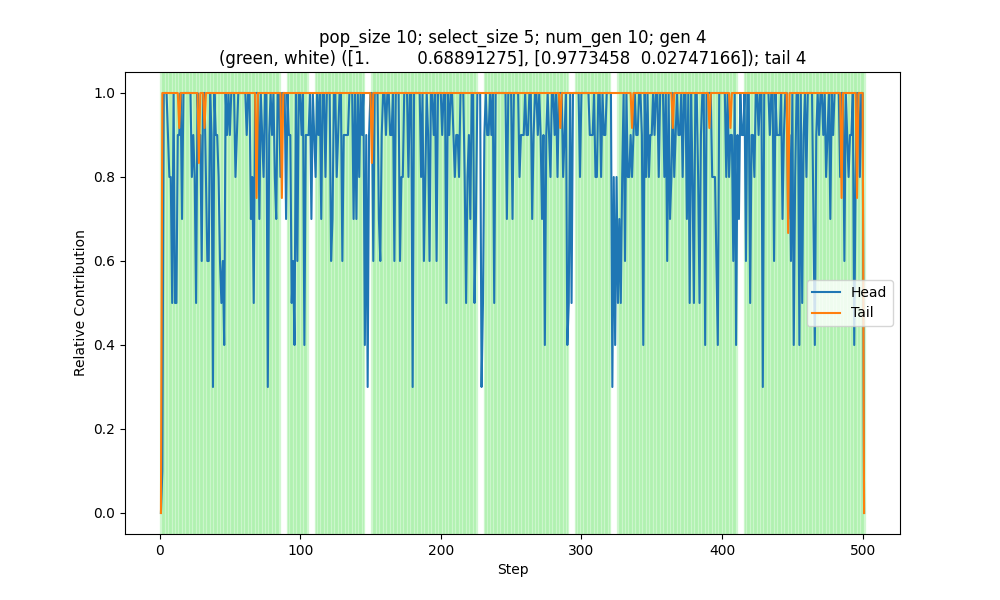 pop_size 10; select_size 5; num_gen 10; gen 4
(green, white) ([1. 0.68891275], [0.9773458 0.02747166]); tail 4
1.0
0.8
0.6
0.4
0.2
0.0
Relative Contribution
Head
Tail
0 100 200 300 400 500
Step